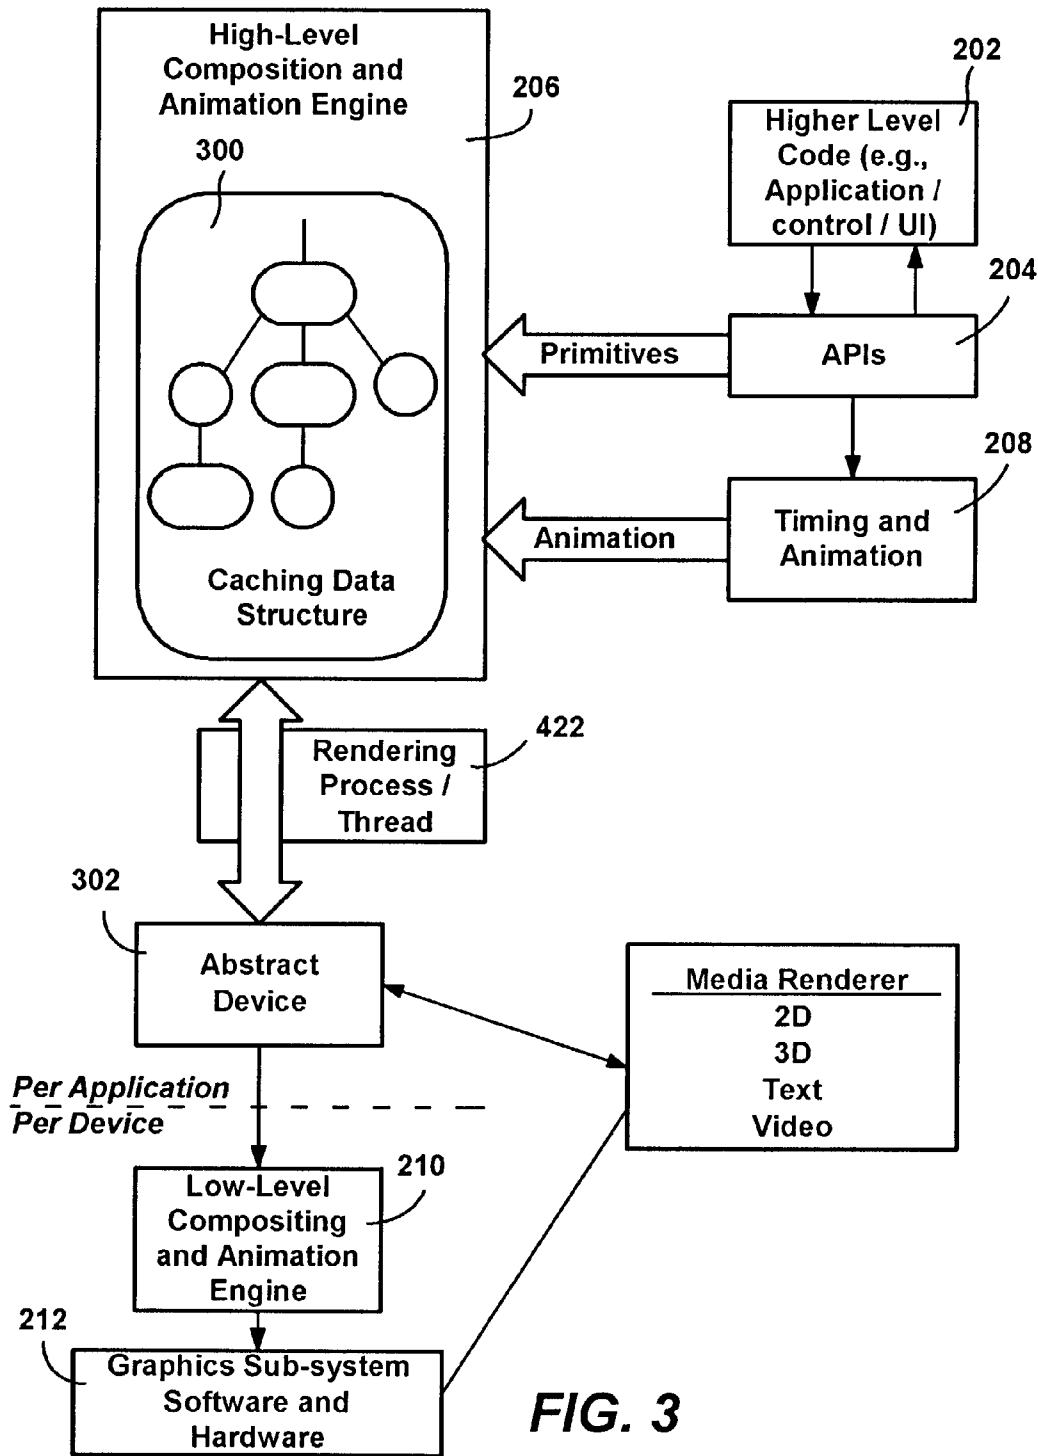 High-Level
Composition and
Animation Engine
206
300
Caching Data
Structure
202
Higher Level
Code (e.g.,
Application /
control / UI)
204
Primitives
APIs
208
Animation
Timing and
Animation
422
Rendering
Process /
Thread
302
Abstract
Device
Media Renderer
2D
3D
Text
Video
Per Application
Per Device
210
Low-Level
Compositing
and Animation
Engine
212
Graphics Sub-system
Software and
Hardware
FIG. 3